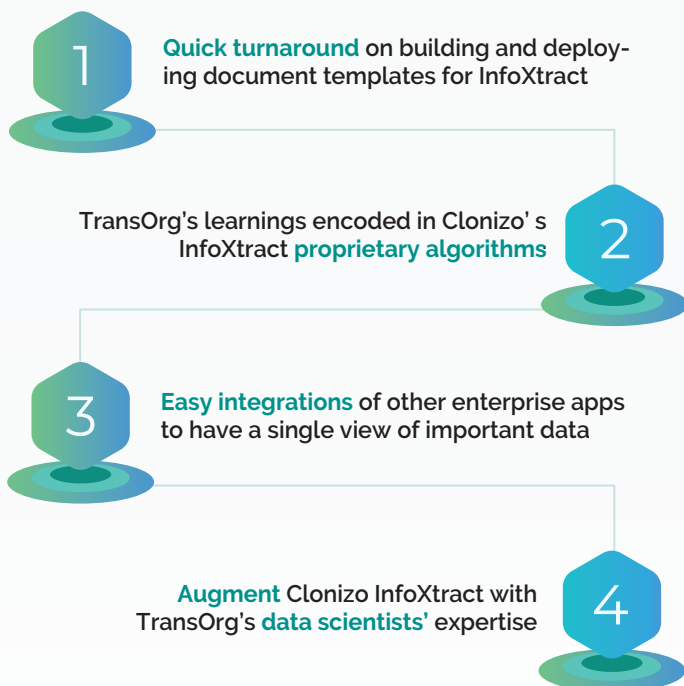 1
Quick turnaround on building and deploy-
ing document templates for InfoXtract
TransOrg’s learnings encoded in Clonizo’ s
InfoXtract proprietary algorithms
2
3
Easy integrations of other enterprise apps
to have a single view of important data
Augment Clonizo InfoXtract with
TransOrg’s data scientists’ expertise
4